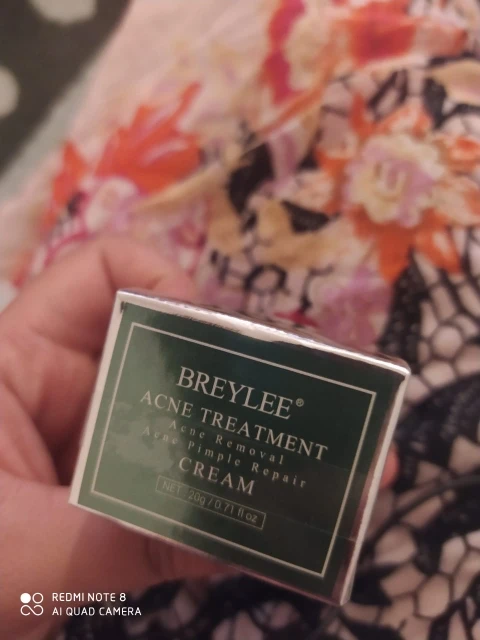 BREYLEE®
ACNE TREATMENT
Acne Removal
Acne Pimple Repair
CREAM
NET: 20g / 0.71 fl oz
REDMI NOTE 8
AI QUAD CAMERA